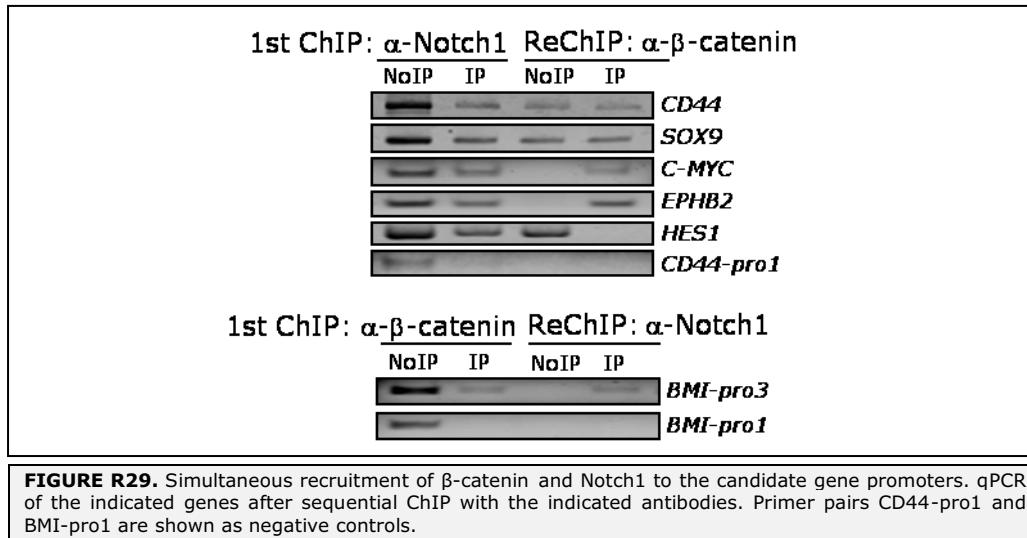 1st ChIP: α-Notch1 ReChIP: α-β-catenin
NoIP IP NoIP IP
CD44
SOX9
C-MYC
EPHB2
HES1
CD44-pro1
1st ChIP: α-β-catenin ReChIP: α-Notch1
NoIP IP NoIP IP
BMI-pro3
BMI-pro1
FIGURE R29. Simultaneous recruitment of β-catenin and Notch1 to the candidate gene promoters. qPCR
of the indicated genes after sequential ChIP with the indicated antibodies. Primer pairs CD44-pro1 and
BMI-pro1 are shown as negative controls.